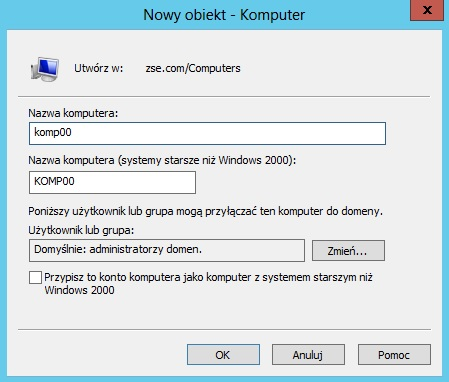 Nowy obiekt - Komputer
x
Utwórz w: zse.com/Computers
Nazwa komputera:
komp00
Nazwa komputera (systemy starsze niż Windows 2000):
KOMP00
Poniższy użytkownik lub grupa mogą przyłączać ten komputer do domeny.
Użytkownik lub grupa:
Domyślnie: administratorzy domen.
Zmień...
Przypisz to konto komputera jako komputer z systemem starszym niż
Windows 2000
OK
Anuluj
Pomoc